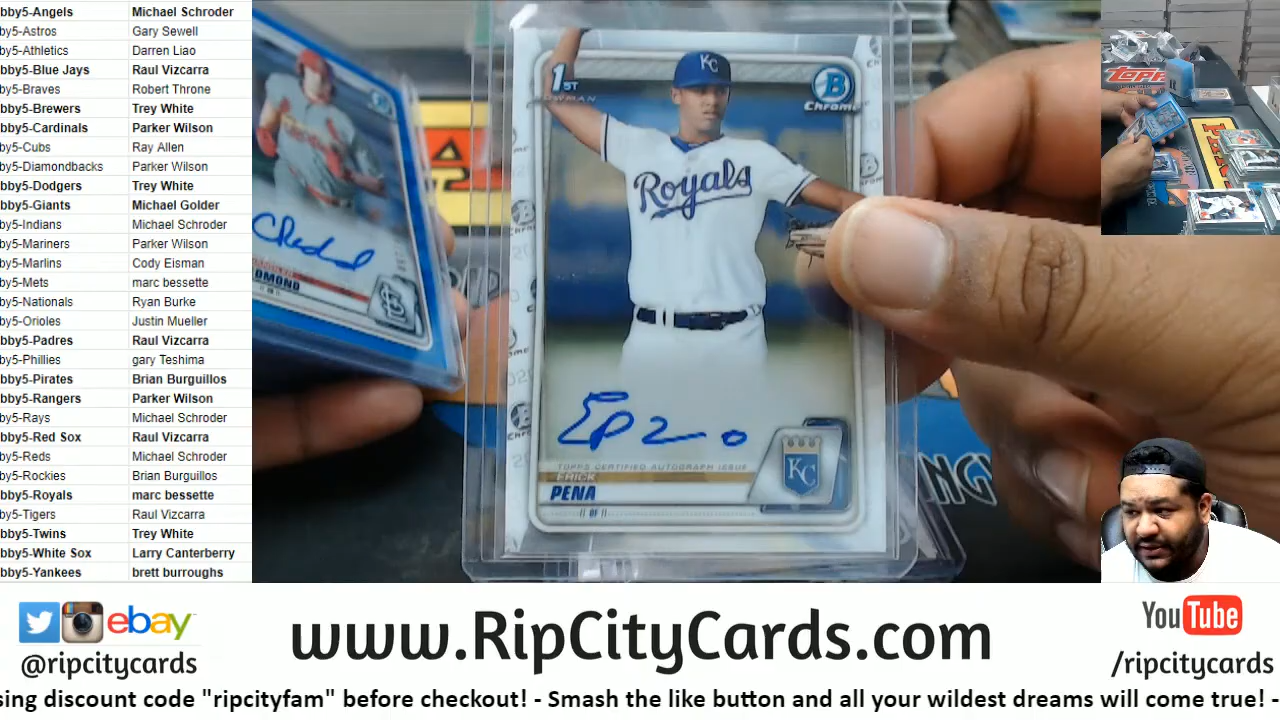 bby5-Angels Michael Schroder
by5-Astros Gary Sewell
by5-Athletics Darren Liao
bby5-Blue Jays Raul Vizcarra
by5-Braves Robert Throne
bby5-Brewers Trey White
bby5-Cardinals Parker Wilson
by5-Cubs Ray Allen
by5-Diamondbacks Parker Wilson
bby5-Dodgers Trey White
bby5-Giants Michael Golder
by5-Indians Michael Schroder
by5-Mariners Parker Wilson
by5-Marlins Cody Eisman
by5-Mets marc bessette
by5-Nationals Ryan Burke
by5-Orioles Justin Mueller
bby5-Padres Raul Vizcarra
by5-Phillies gary Teshima
bby5-Pirates Brian Burguillos
bby5-Rangers Parker Wilson
by5-Rays Michael Schroder
bby5-Red Sox Raul Vizcarra
by5-Reds Michael Schroder
by5-Rockies Brian Burguillos
bby5-Royals marc bessette
by5-Tigers Raul Vizcarra
bby5-Twins Trey White
bby5-White Sox Larry Canterberry
bby5-Yankees brett burroughs
DMOND
1ST
BOWMAN
B
Chrome
KC
Royals
TOPPS CERTIFIED AUTOGRAPH ISSUE
ERICK
PENA
OF
KC
TOPPS
ebay
@ripcitycards
www.RipCityCards.com
YouTube
/ripcitycards
sing discount code "ripcityfam" before checkout! - Smash the like button and all your wildest dreams will come true! -